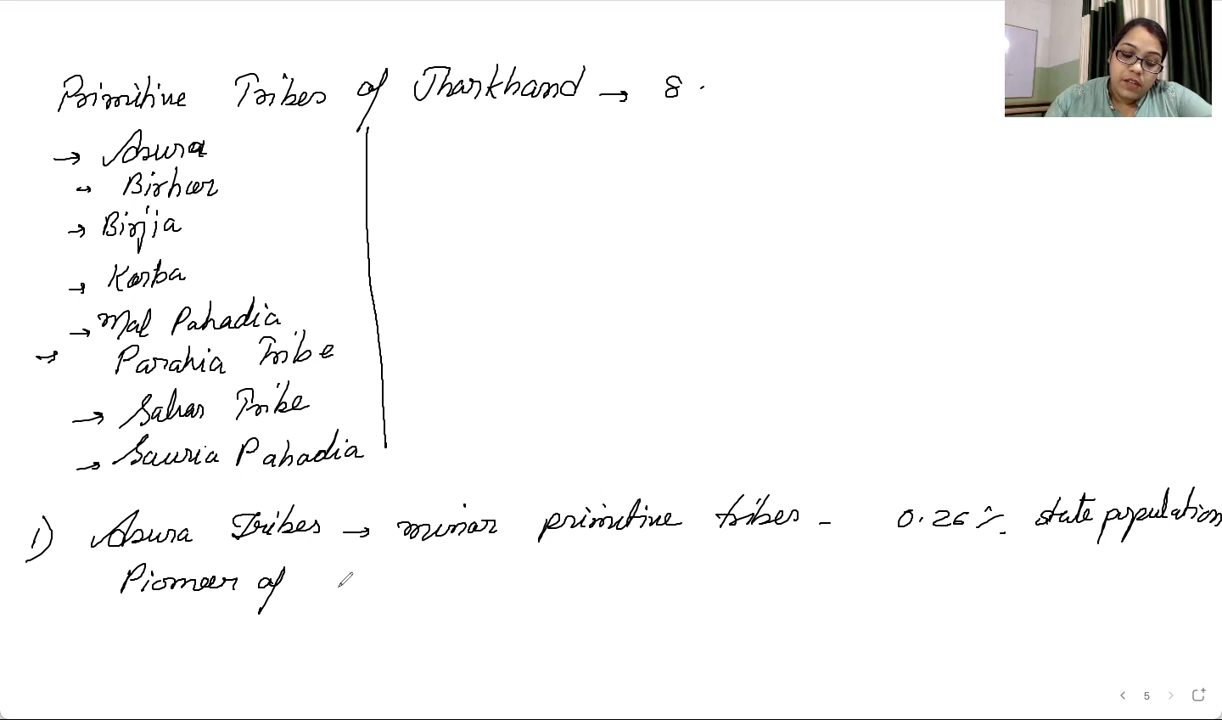 Primitive Tribes of Jharkhand → 8.
→ Asura
→ Birhor
→ Birjia
→ Korba
→ Mal Pahadia
→ Parahia Tribe
→ Sabar Tribe
→ Sauria Pahadia
1) Asura Tribes → minor primitive tribes - 0.26% state population
Pioneer of
< 5 >